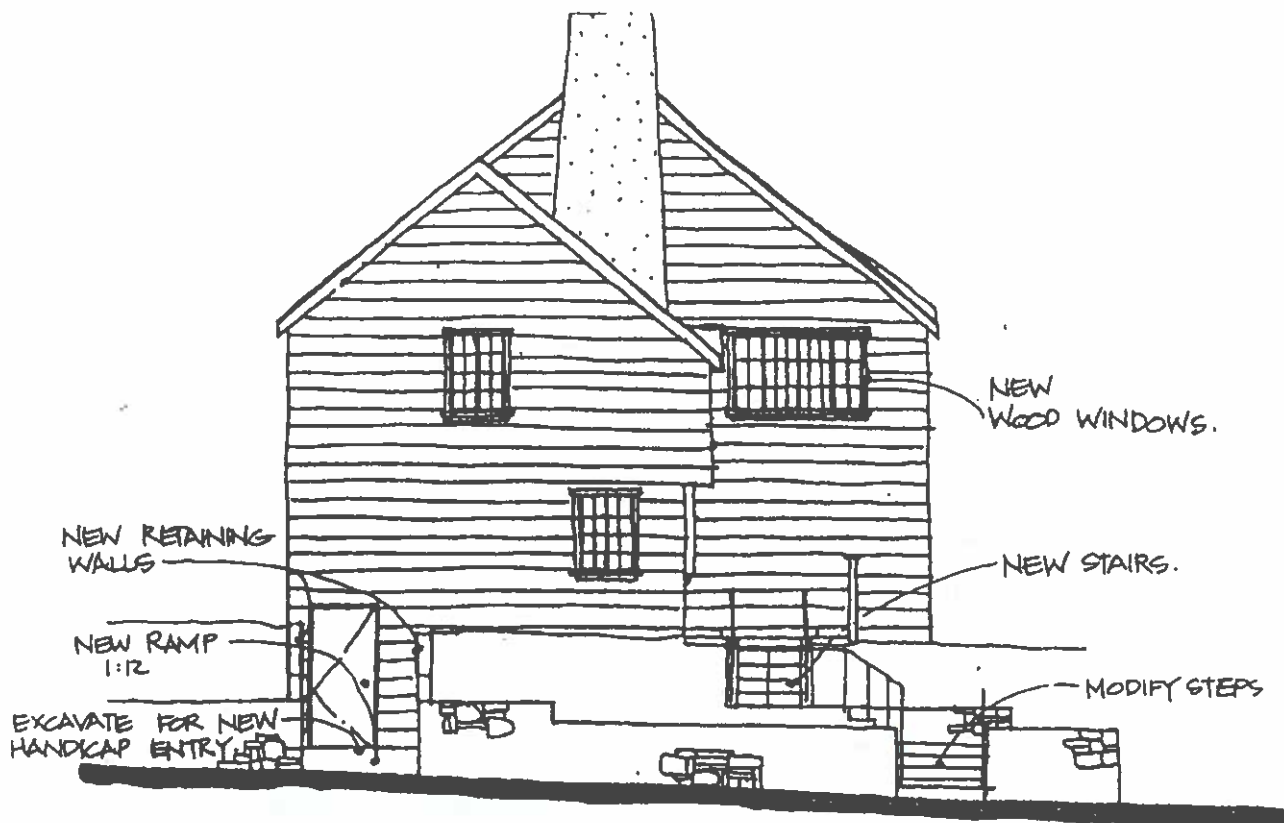 NEW
WOOD WINDOWS.
NEW RETAINING
WALLS
NEW STAIRS.
NEW RAMP
1:12
MODIFY STEPS
EXCAVATE FOR NEW
HANDICAP ENTRY